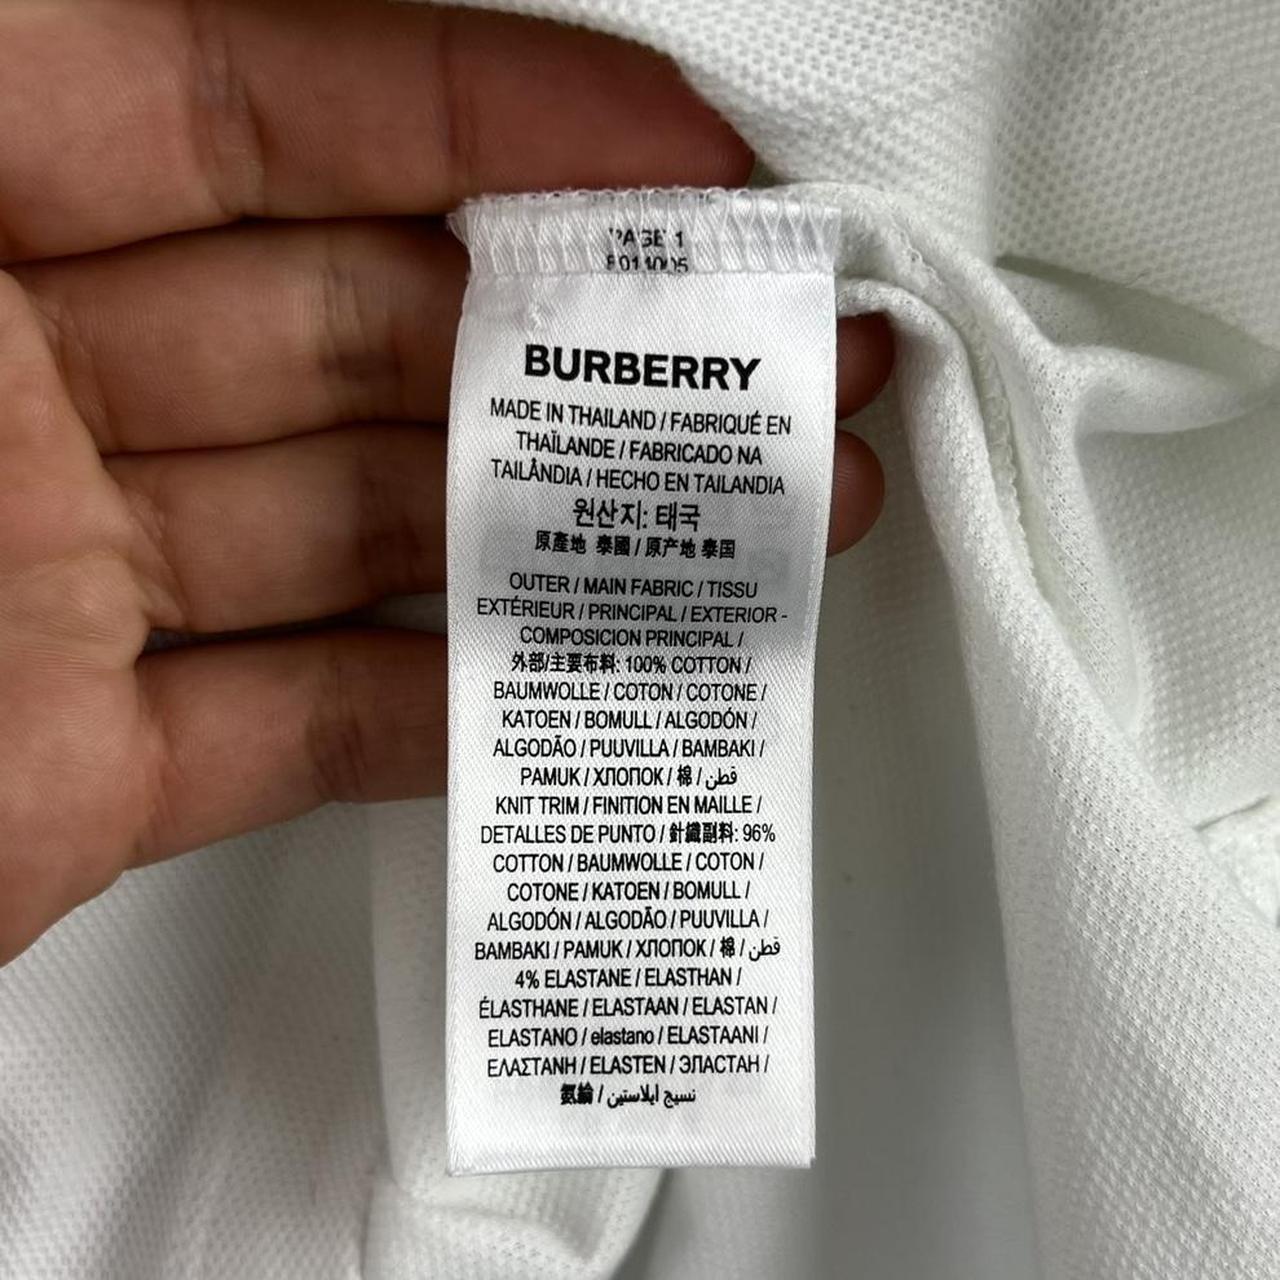 PAGE 1
8014005
BURBERRY
MADE IN THAILAND / FABRIQUÉ EN
THAÏLANDE / FABRICADO NA
TAILÂNDIA / HECHO EN TAILANDIA
원산지: 태국
原產地 泰國 / 原产地 泰国
OUTER / MAIN FABRIC / TISSU
EXTÉRIEUR / PRINCIPAL / EXTERIOR -
COMPOSICION PRINCIPAL /
外部/主要布料: 100% COTTON /
BAUMWOLLE / COTON / COTONE /
KATOEN / BOMULL / ALGODÓN /
ALGODÃO / PUUVILLA / BAMBAKI /
PAMUK / ХЛОПОК / 棉 / قطن
KNIT TRIM / FINITION EN MAILLE /
DETALLES DE PUNTO / 針織副料: 96%
COTTON / BAUMWOLLE / COTON /
COTONE / KATOEN / BOMULL /
ALGODÓN / ALGODÃO / PUUVILLA /
BAMBAKI / PAMUK / ХЛОПОК / 棉 / قطن
4% ELASTANE / ELASTHAN /
ÉLASTHANE / ELASTAAN / ELASTAN /
ELASTANO / elastano / ELASTAANI /
ΕΛΑΣΤΑΝΗ / ELASTEN / ЭЛАСТАН /
氨綸 / نسيج ايلاستين